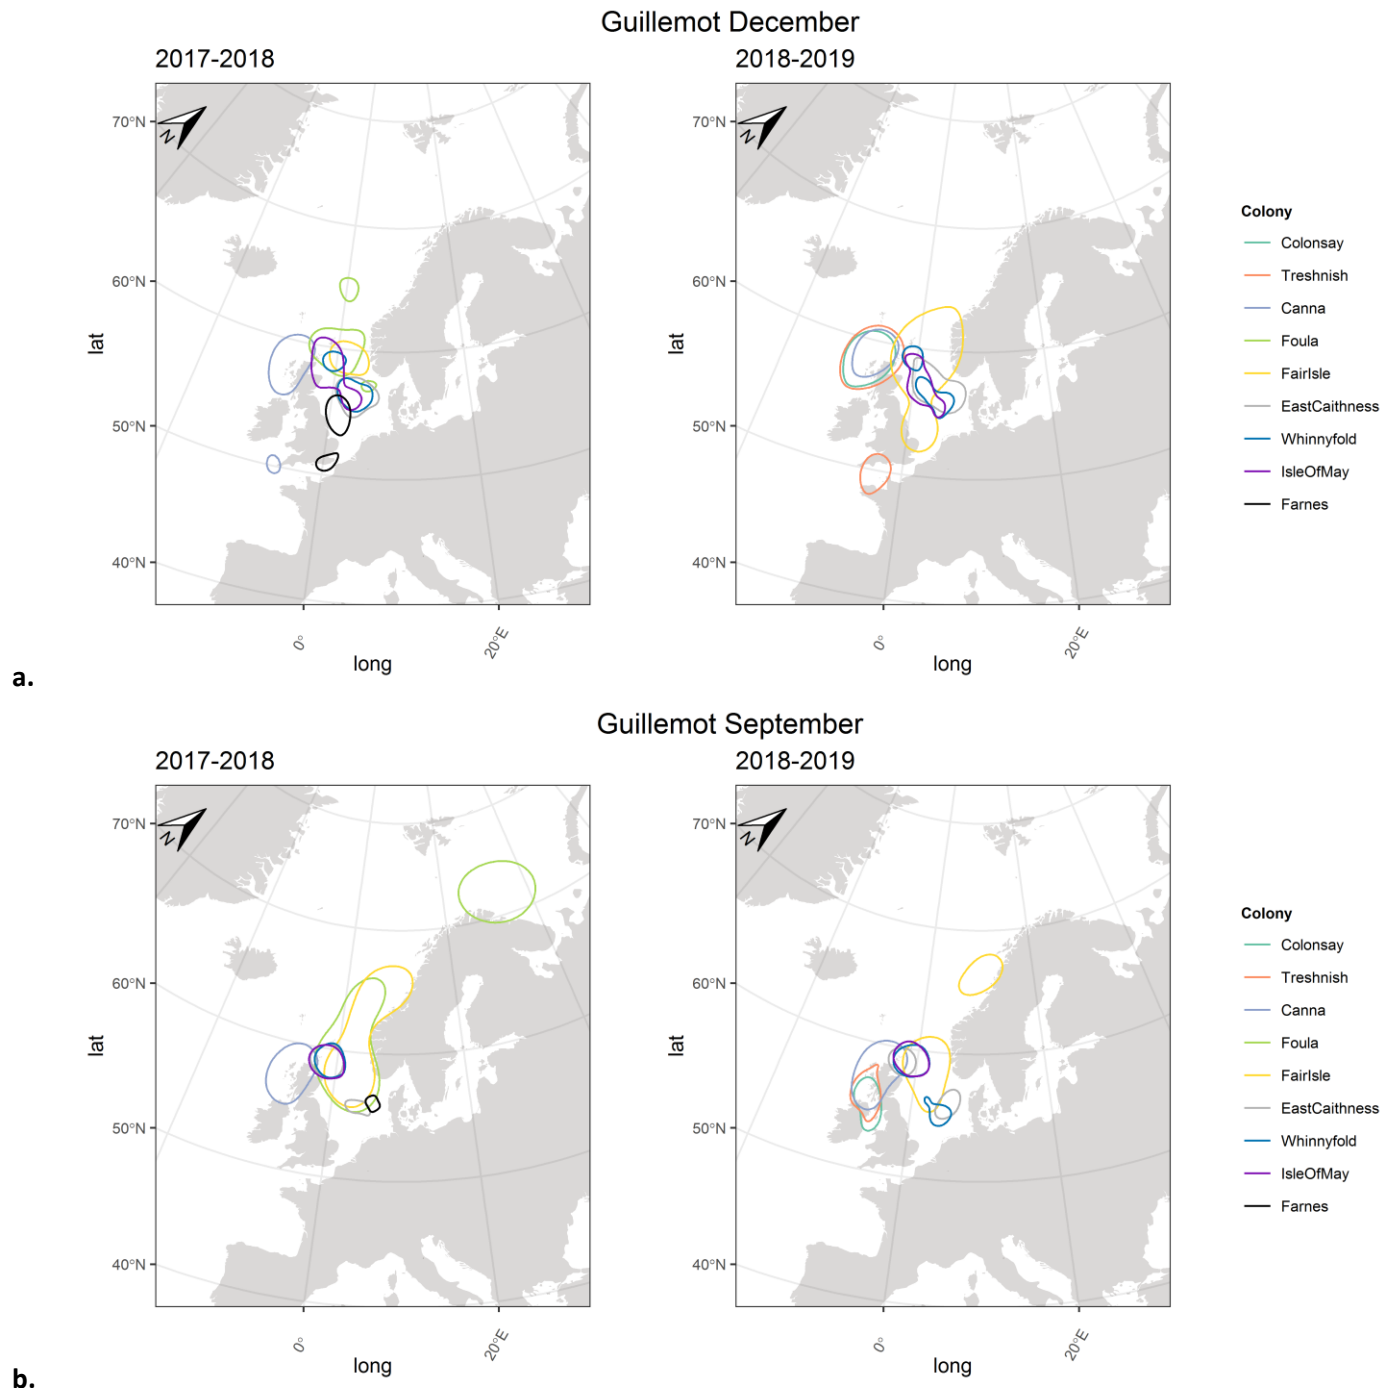 Guillemot December
2017-2018
2018-2019
N
N
70°N
60°N
50°N
40°N
lat
0°
20°E
long
70°N
60°N
50°N
40°N
lat
0°
20°E
long
Colony
Colonsay
Treshnish
Canna
Foula
FairIsle
EastCaithness
Whinnyfold
IsleOfMay
Farnes
a.
Guillemot September
2017-2018
2018-2019
N
N
70°N
60°N
50°N
40°N
lat
0°
20°E
long
70°N
60°N
50°N
40°N
lat
0°
20°E
long
Colony
Colonsay
Treshnish
Canna
Foula
FairIsle
EastCaithness
Whinnyfold
IsleOfMay
Farnes
b.